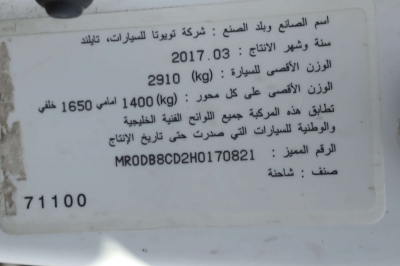 اسم الصانع وبلد الصنع : شركة تويوتا للسيارات، تايلند
سنة وشهر الانتاج : 2017.03
الوزن الأقصى للسيارة : (kg) 2910
الوزن الأقصى على كل محور : (kg) 1400 امامي 1650 خلفي
تطابق هذه المركبة جميع اللوائح الفنية الخليجية
والوطنية للسيارات التي صدرت حتى تاريخ الإنتاج
الرقم المميز : MR0DB8CD2H0170821
صنف : شاحنة
71100